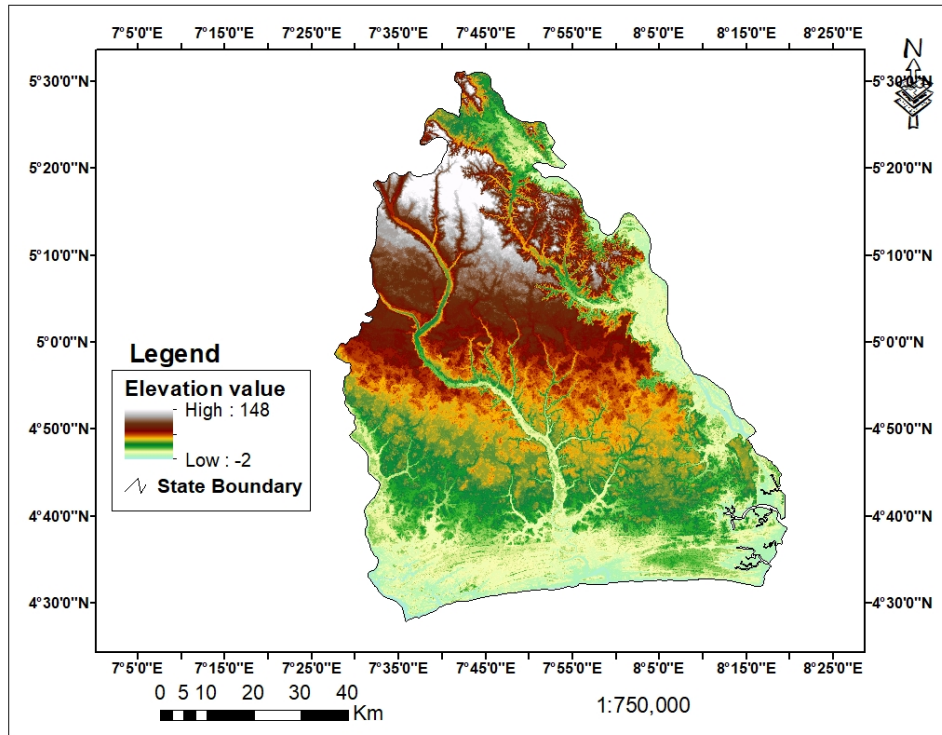 7°5'0"E 7°15'0"E 7°25'0"E 7°35'0"E 7°45'0"E 7°55'0"E 8°5'0"E 8°15'0"E 8°25'0"E
N
5°30'0"N 5°30'0"N
5°20'0"N 5°20'0"N
5°10'0"N 5°10'0"N
5°0'0"N 5°0'0"N
Legend
Elevation value
High : 148
Low : -2
State Boundary
4°50'0"N 4°50'0"N
4°40'0"N 4°40'0"N
4°30'0"N 4°30'0"N
7°5'0"E 7°15'0"E 7°25'0"E 7°35'0"E 7°45'0"E 7°55'0"E 8°5'0"E 8°15'0"E 8°25'0"E
0 5 10 20 30 40
Km
1:750,000